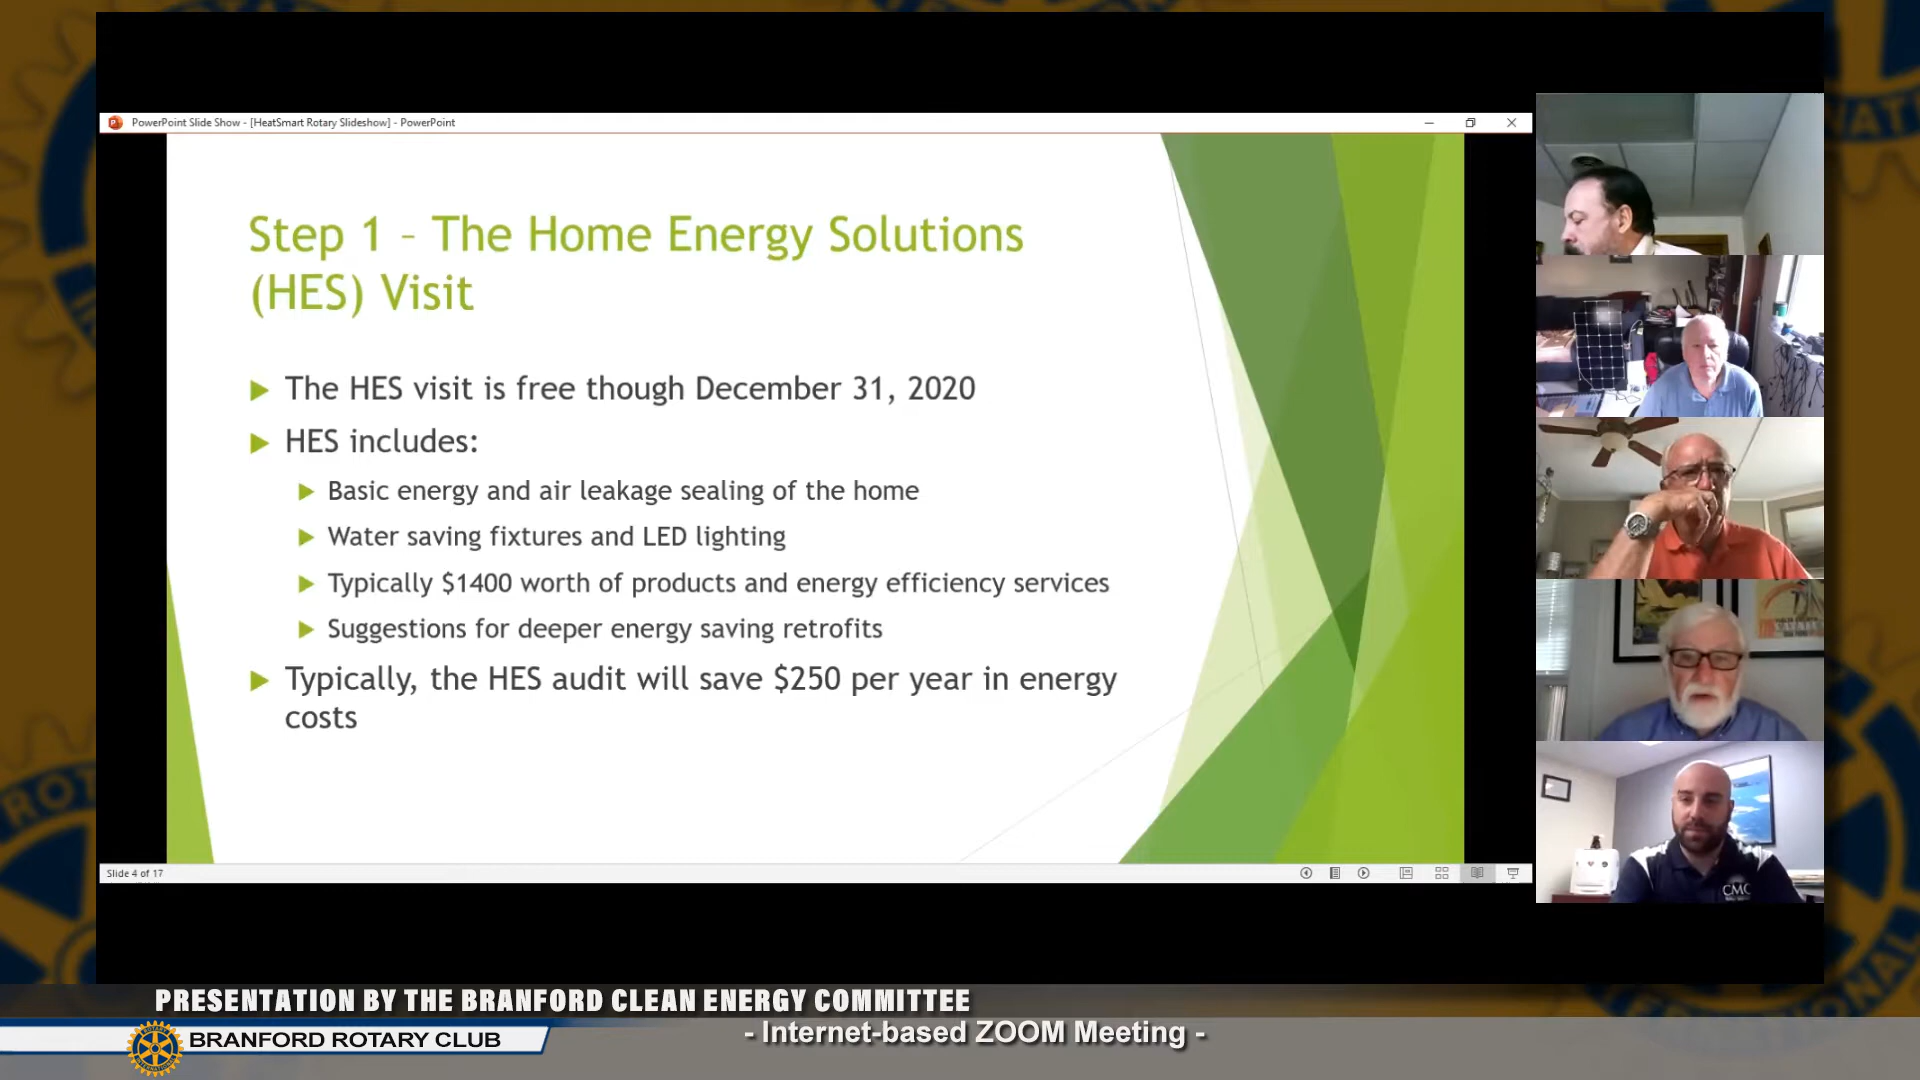 PowerPoint Slide Show - [HeatSmart Rotary Slideshow] - PowerPoint
Step 1 – The Home Energy Solutions
(HES) Visit
The HES visit is free though December 31, 2020
HES includes:
Basic energy and air leakage sealing of the home
Water saving fixtures and LED lighting
Typically $1400 worth of products and energy efficiency services
Suggestions for deeper energy saving retrofits
Typically, the HES audit will save $250 per year in energy
costs
Slide 4 of 17
CMC
PRESENTATION BY THE BRANFORD CLEAN ENERGY COMMITTEE
- Internet-based ZOOM Meeting -
BRANFORD ROTARY CLUB